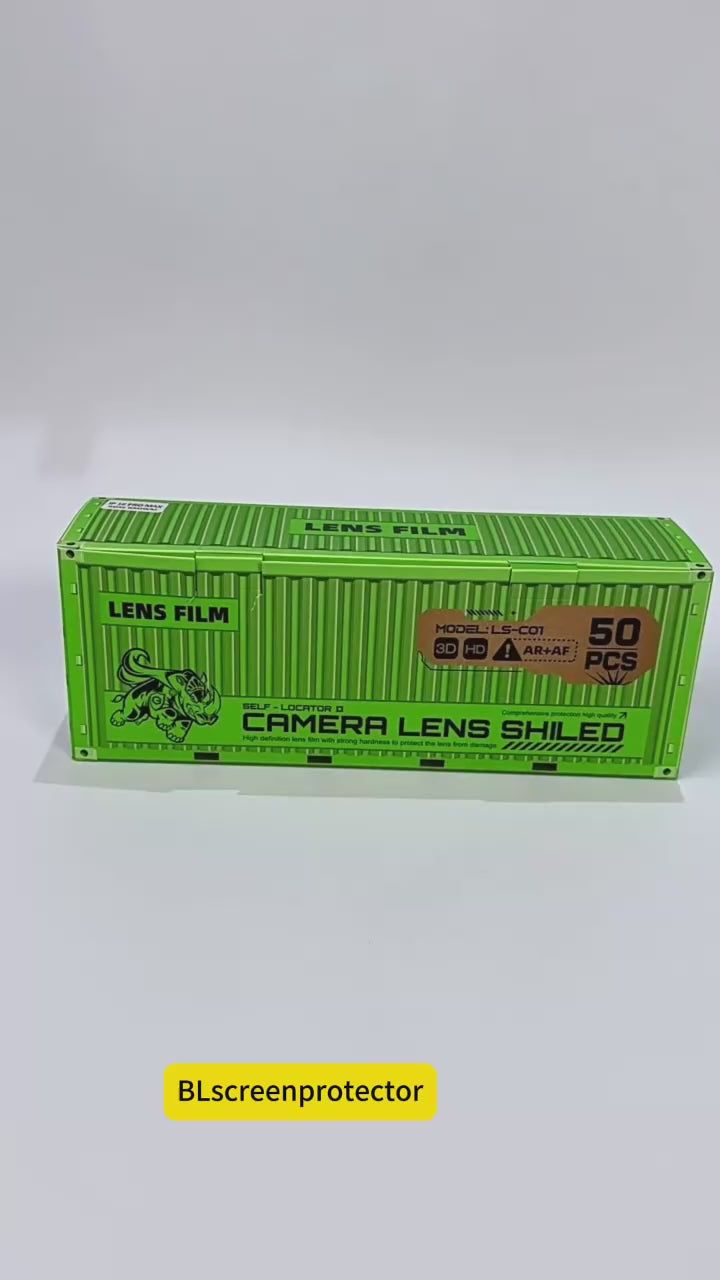 LENS FILM
LENS FILM
MODEL: LS-C01
50
PCS
3D HD AR+AF
SELF - LOCATOR
Comprehensive protection high quality
CAMERA LENS SHILED
High definition lens film with strong hardness to protect the lens from damage
BLscreenprotector